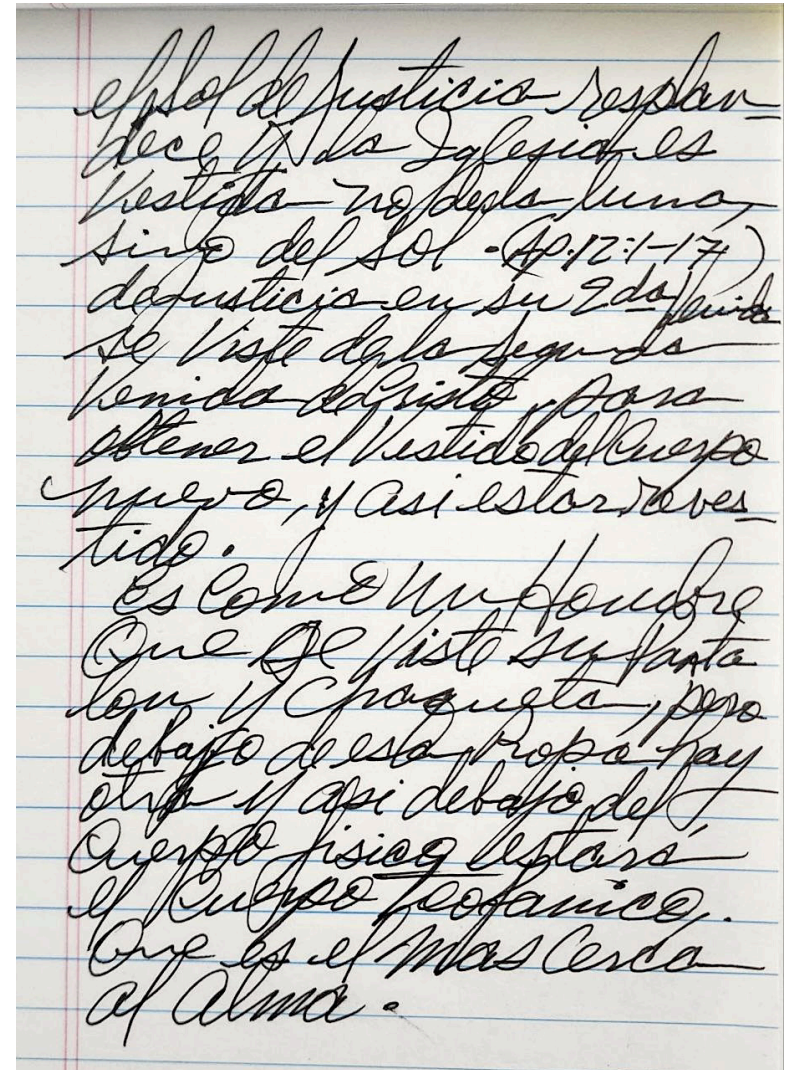 el Sol de Justicia resplan-
dece y la Iglesia es
Vestida no de la luna,
sino del Sol - (Ap. 12:1-17)
de justicia en su 2da Venida
se Viste de la Segunda
Venida de Cristo, para
obtener el Vestido del Cuerpo
nuevo, y asi estar reves-
tido.
Es Como Un Hombre
Que Se Viste su Panta
lon y Chaqueta, pero
debajo de esa Ropa hay
otra y asi debajo del
Cuerpo fisico estará
el Cuerpo Teofanico.
Que es el Mas Cerca
al Alma.